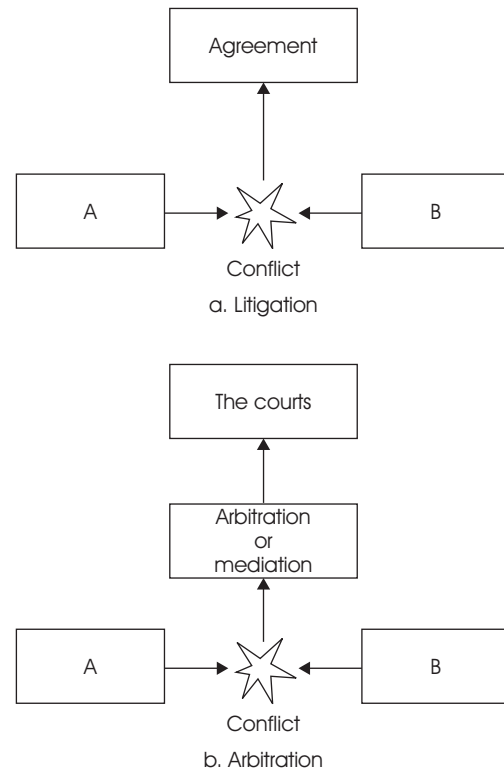 Agreement
A
B
Conflict
a. Litigation
The courts
Arbitration
or
mediation
A
B
Conflict
b. Arbitration